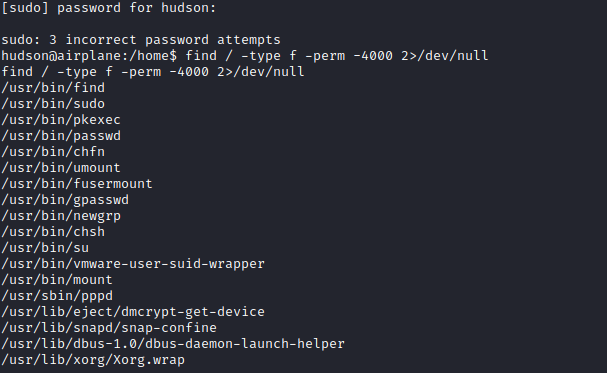 [sudo] password for hudson:
sudo: 3 incorrect password attempts
hudson@airplane:/home$ find / -type f -perm -4000 2>/dev/null
find / -type f -perm -4000 2>/dev/null
/usr/bin/find
/usr/bin/sudo
/usr/bin/pkexec
/usr/bin/passwd
/usr/bin/chfn
/usr/bin/umount
/usr/bin/fusermount
/usr/bin/gpasswd
/usr/bin/newgrp
/usr/bin/chsh
/usr/bin/su
/usr/bin/vmware-user-suid-wrapper
/usr/bin/mount
/usr/sbin/pppd
/usr/lib/eject/dmcrypt-get-device
/usr/lib/snapd/snap-confine
/usr/lib/dbus-1.0/dbus-daemon-launch-helper
/usr/lib/xorg/Xorg.wrap